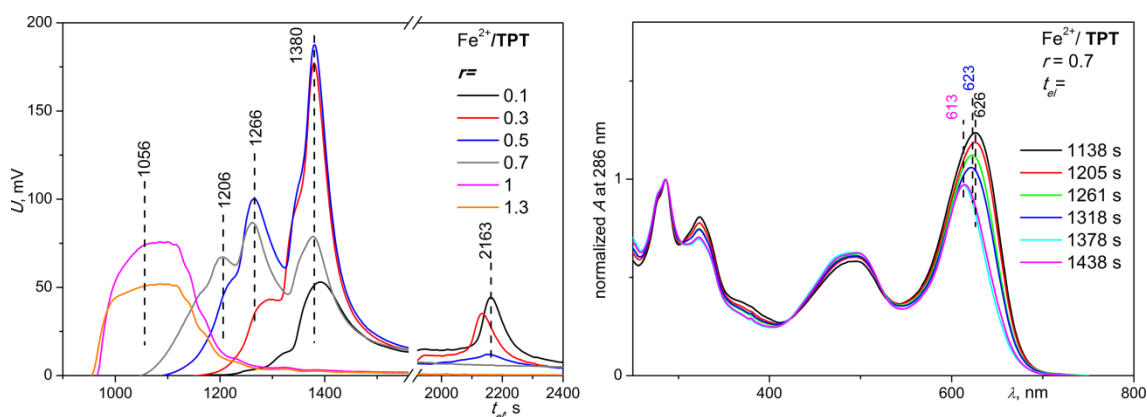 200
150
100
50
0
U, mV
1056
1206
1266
1380
2163
Fe²⁺/TPT
r=
0.1
0.3
0.5
0.7
1
1.3
1000
1200
1400
2000
2200
2400
t_el, s
1
0
normalized A at 286 nm
613
623
626
Fe²⁺/ TPT
r = 0.7
t_el=
1138 s
1205 s
1261 s
1318 s
1378 s
1438 s
400
600
800
λ, nm